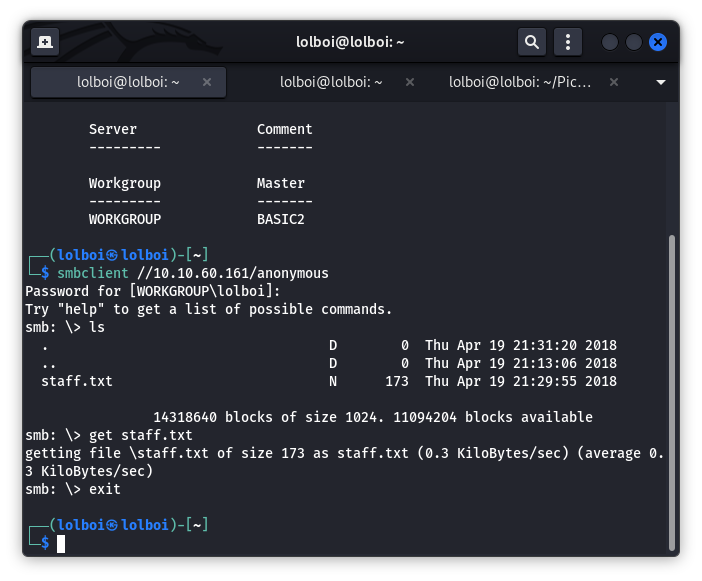 lolboi@lolboi: ~
lolboi@lolboi: ~
lolboi@lolboi: ~
lolboi@lolboi: ~/Pic...
Server Comment
--------- -------
Workgroup Master
--------- -------
WORKGROUP BASIC2
┌──(lolboi㉿lolboi)-[~]
└─$ smbclient //10.10.60.161/anonymous
Password for [WORKGROUP\lolboi]:
Try "help" to get a list of possible commands.
smb: \> ls
. D 0 Thu Apr 19 21:31:20 2018
.. D 0 Thu Apr 19 21:13:06 2018
staff.txt N 173 Thu Apr 19 21:29:55 2018
14318640 blocks of size 1024. 11094204 blocks available
smb: \> get staff.txt
getting file \staff.txt of size 173 as staff.txt (0.3 KiloBytes/sec) (average 0.
3 KiloBytes/sec)
smb: \> exit
┌──(lolboi㉿lolboi)-[~]
└─$